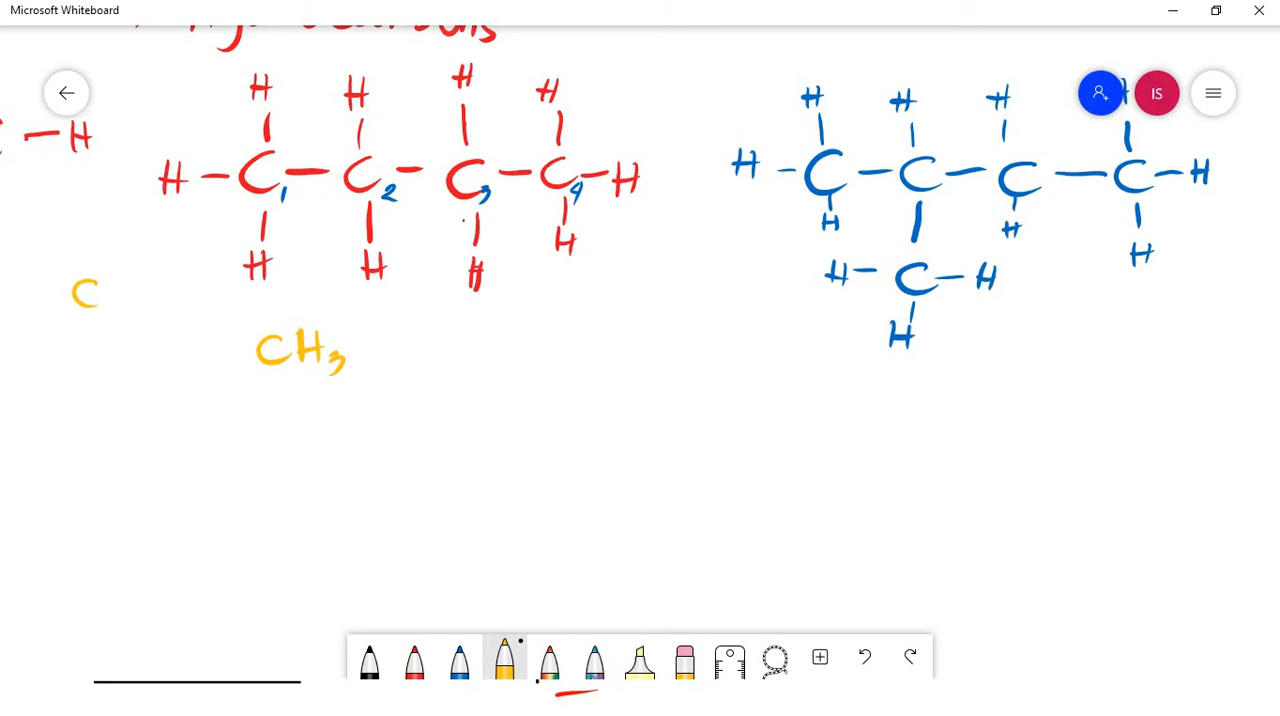 Microsoft Whiteboard
H H H H H H H H
IS
C - H
H - C1 - C2 - C3 - C4 - H
H - C - C - C - C - H
H H H H H H H
H - C - H
H
C
CH3